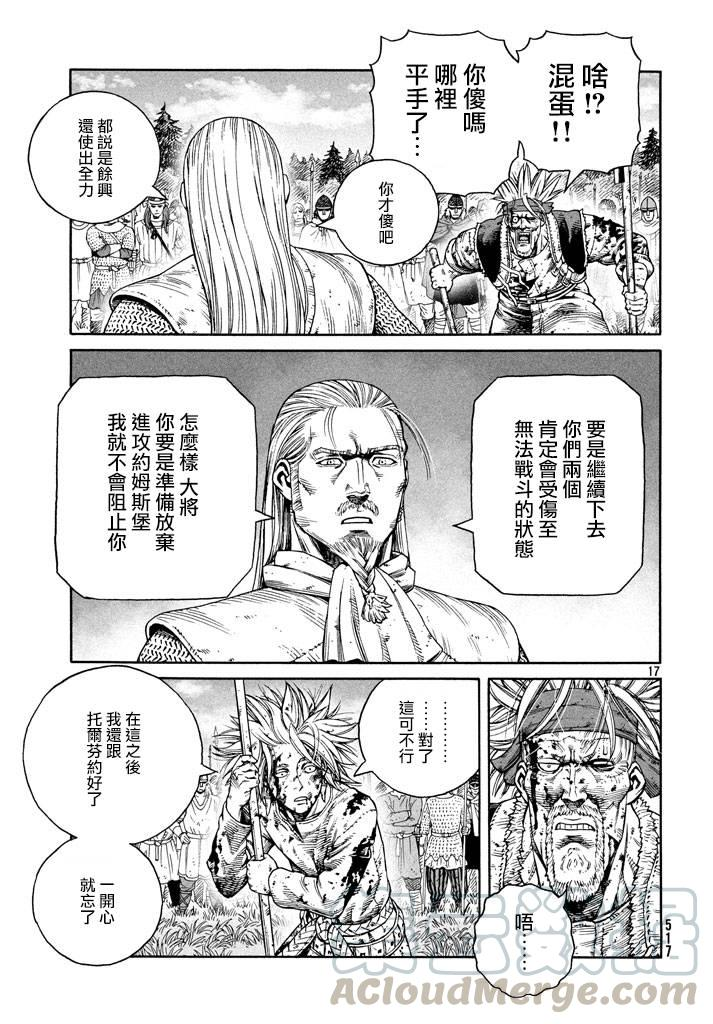 啥!?
混蛋!!
你傻嗎
哪裡
平手了⋯
你才傻吧
都説是餘興
還使出全力
要是繼續下去
你們兩個
肯定會受傷至
無法戰斗的狀態
怎麼樣 大將
你要是準備放棄
進攻約姆斯堡
我就不會阻止你
17
唔⋯⋯
⋯⋯⋯
⋯⋯對了
這可不行
在這之後
我還跟
托爾芬約好了
一開心
就忘了
517
ACloudMerge.com